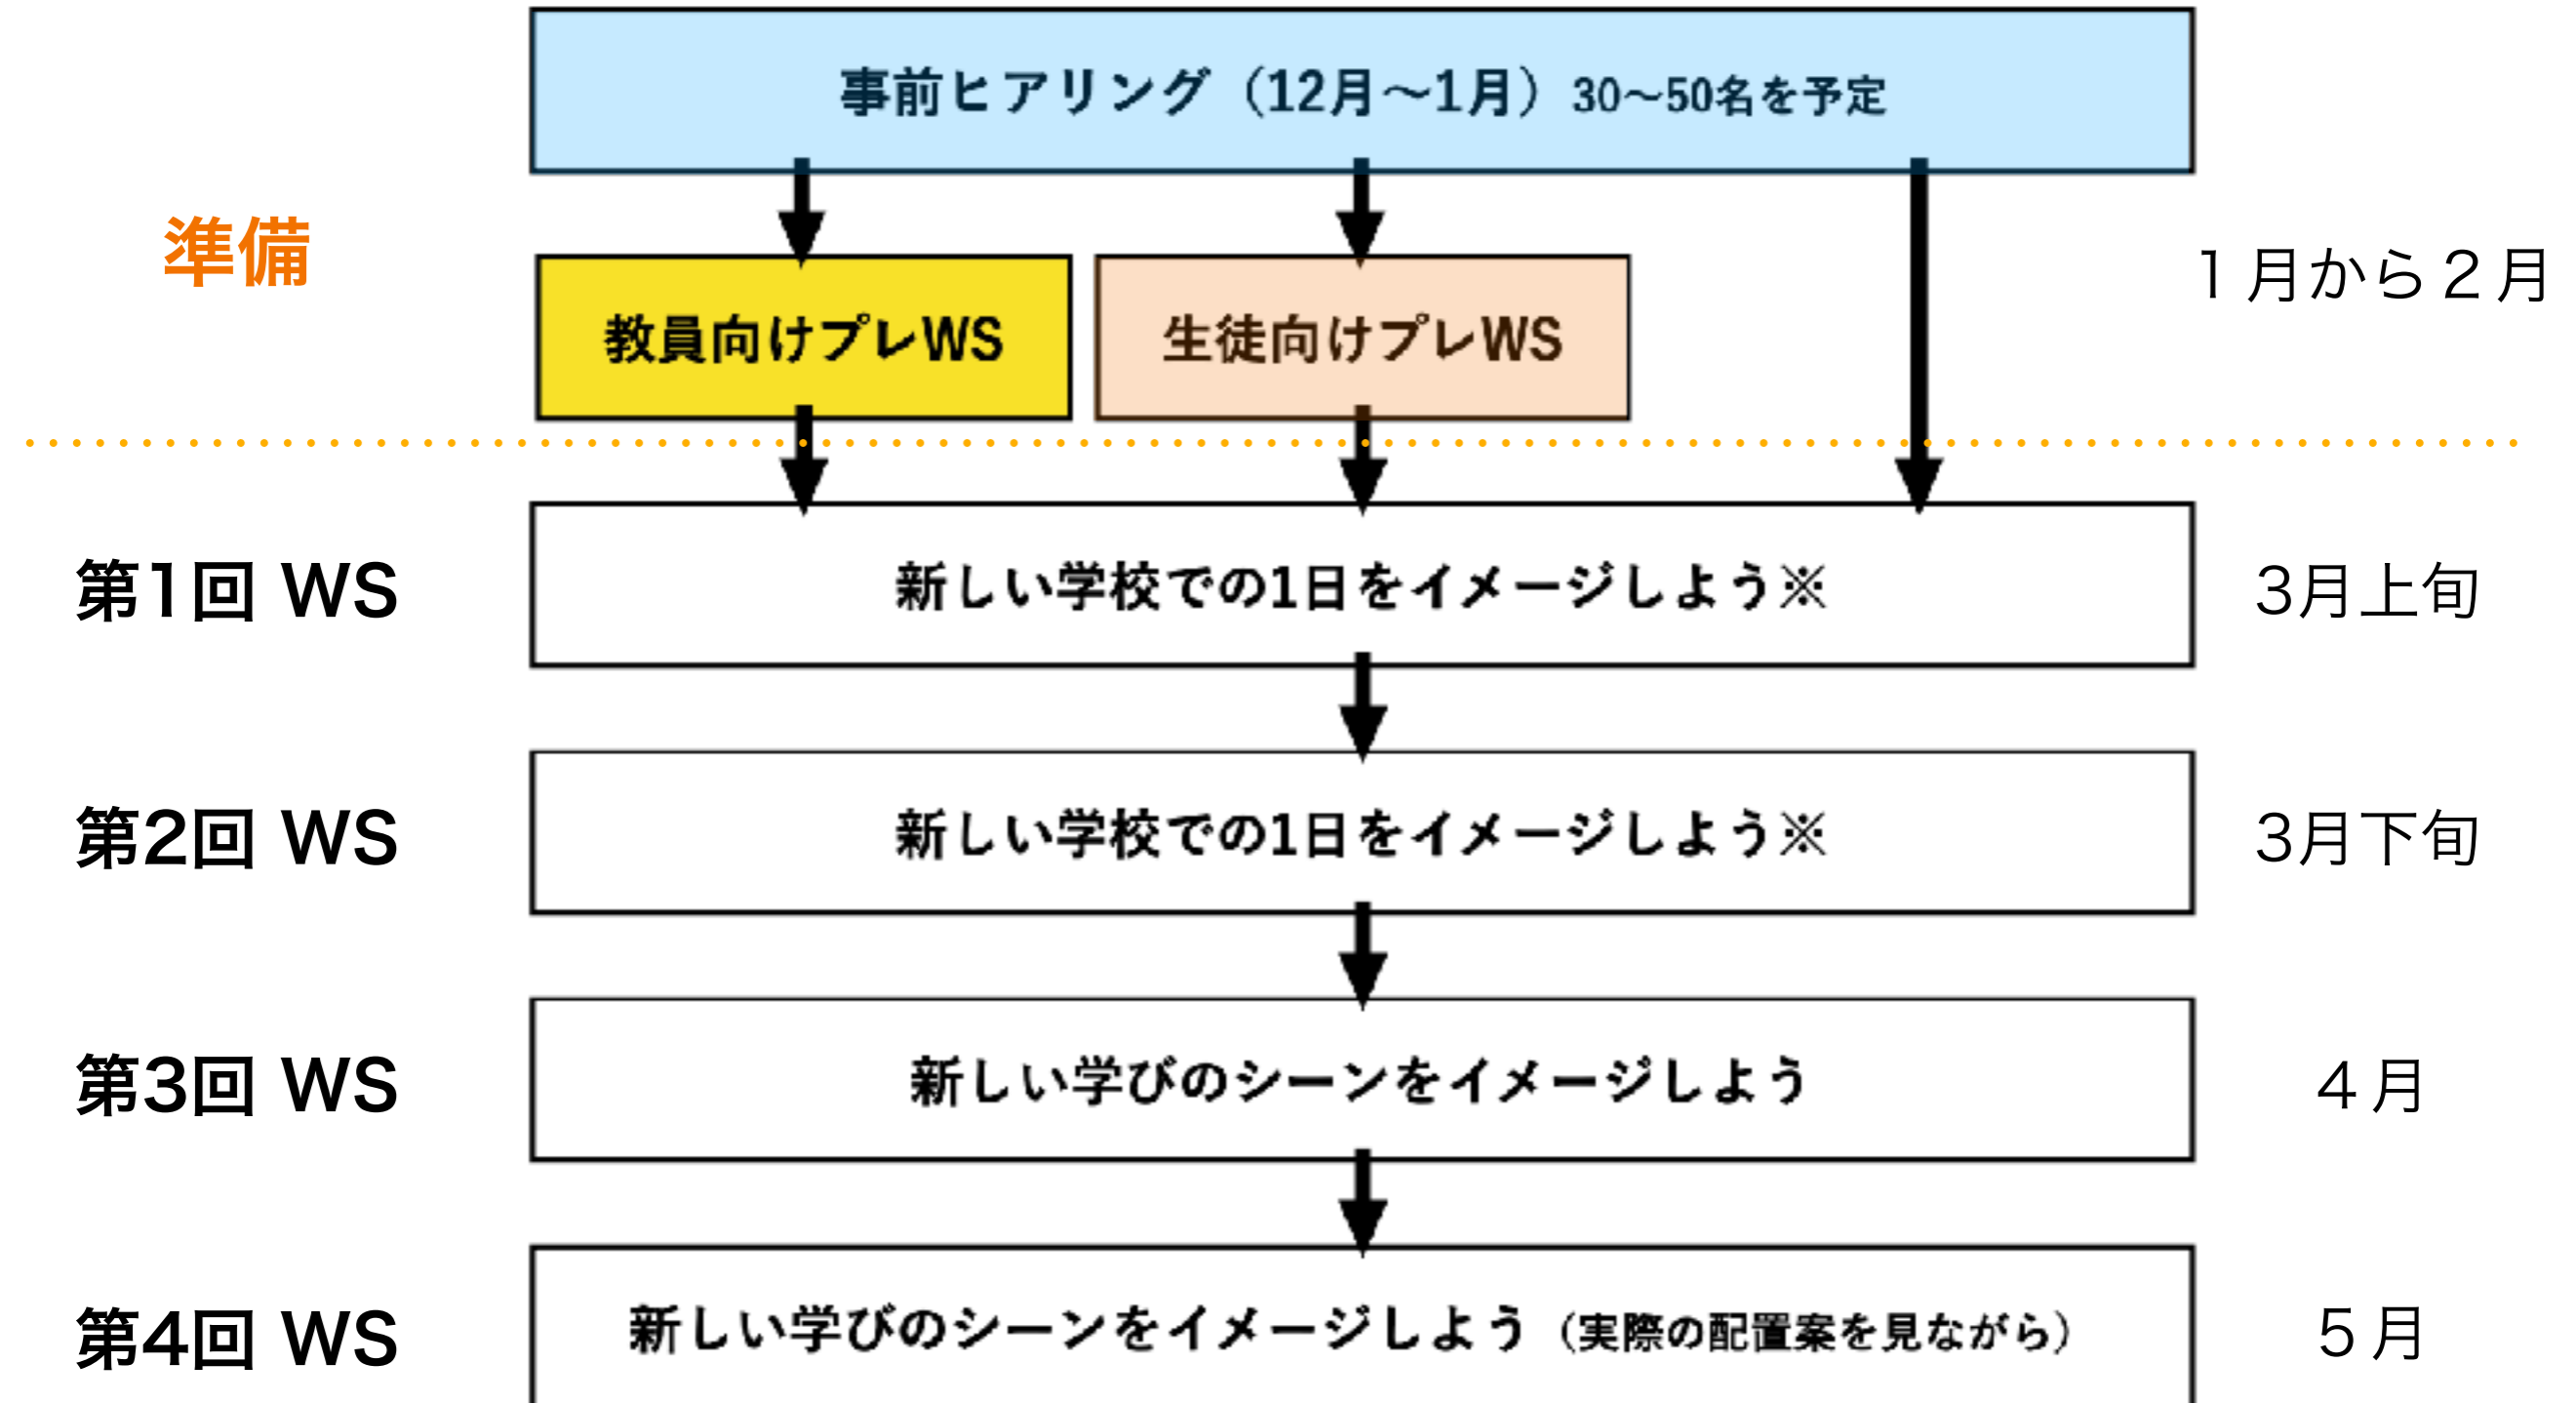 事前ヒアリング（12月〜1月）30〜50名を予定
準備
1月から２月
教員向けプレWS
生徒向けプレWS
第1回 WS
新しい学校での1日をイメージしよう※
3月上旬
第2回 WS
新しい学校での1日をイメージしよう※
3月下旬
第3回 WS
新しい学びのシーンをイメージしよう
４月
第4回 WS
新しい学びのシーンをイメージしよう（実際の配置案を見ながら）
５月